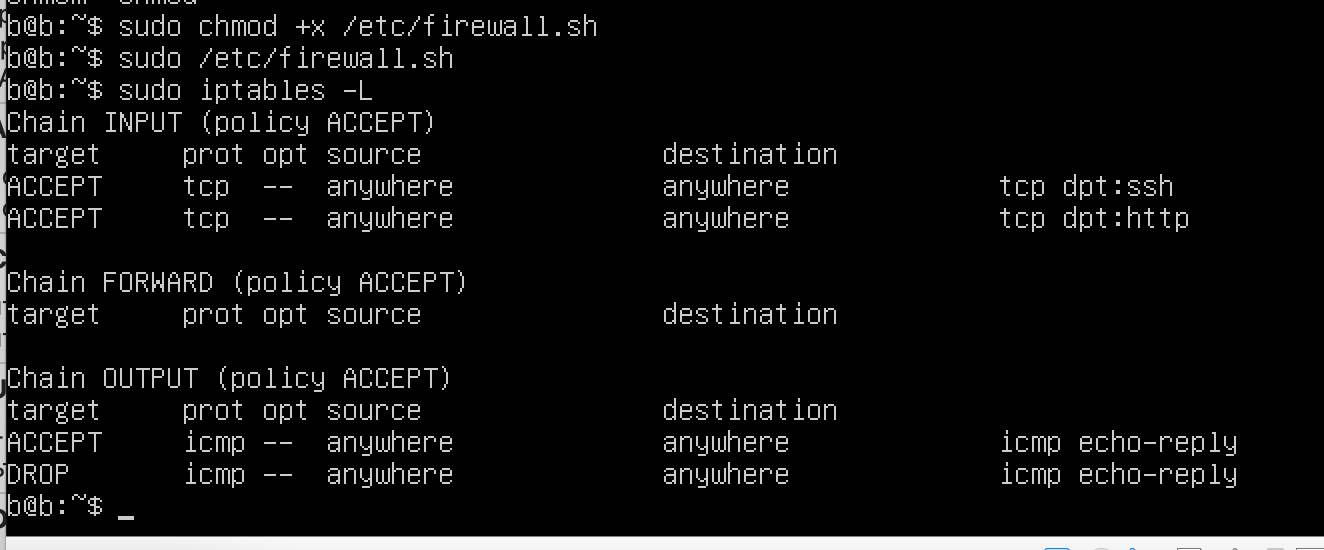 b@b:~$ sudo chmod +x /etc/firewall.sh
b@b:~$ sudo /etc/firewall.sh
b@b:~$ sudo iptables -L
Chain INPUT (policy ACCEPT)
target     prot opt source               destination
ACCEPT     tcp  --  anywhere             anywhere             tcp dpt:ssh
ACCEPT     tcp  --  anywhere             anywhere             tcp dpt:http
Chain FORWARD (policy ACCEPT)
target     prot opt source               destination
Chain OUTPUT (policy ACCEPT)
target     prot opt source               destination
ACCEPT     icmp --  anywhere             anywhere             icmp echo-reply
DROP       icmp --  anywhere             anywhere             icmp echo-reply
b@b:~$ _